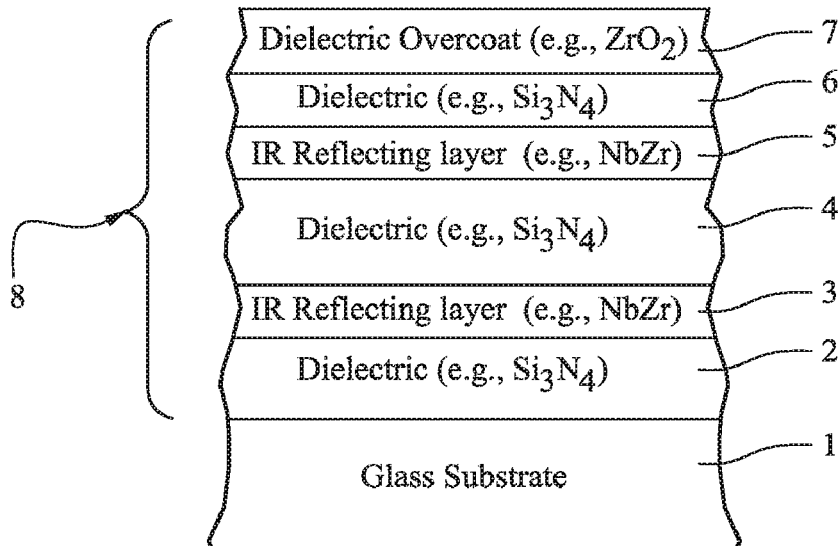 Dielectric Overcoat (e.g., ZrO2) 7
Dielectric (e.g., Si3N4) 6
IR Reflecting layer (e.g., NbZr) 5
Dielectric (e.g., Si3N4) 4
8
IR Reflecting layer (e.g., NbZr) 3
Dielectric (e.g., Si3N4) 2
Glass Substrate 1